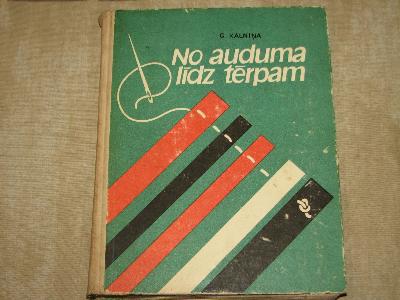 G. KALNIŅA
No auduma
līdz tērpam